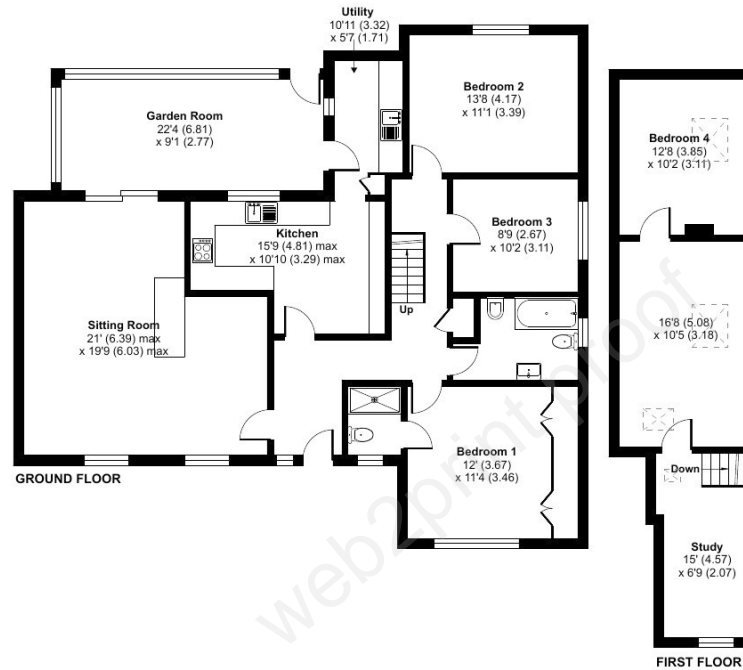 Utility
10'11 (3.32)
x 5'7 (1.71)
Garden Room
22'4 (6.81)
x 9'1 (2.77)
Bedroom 2
13'8 (4.17)
x 11'1 (3.39)
Bedroom 4
12'8 (3.85)
x 10'2 (3.11)
Kitchen
15'9 (4.81) max
x 10'10 (3.29) max
Bedroom 3
8'9 (2.67)
x 10'2 (3.11)
Up
Sitting Room
21' (6.39) max
x 19'9 (6.03) max
16'8 (5.08)
x 10'5 (3.18)
Bedroom 1
12' (3.67)
x 11'4 (3.46)
GROUND FLOOR
Down
Study
15' (4.57)
x 6'9 (2.07)
FIRST FLOOR
web2print proof